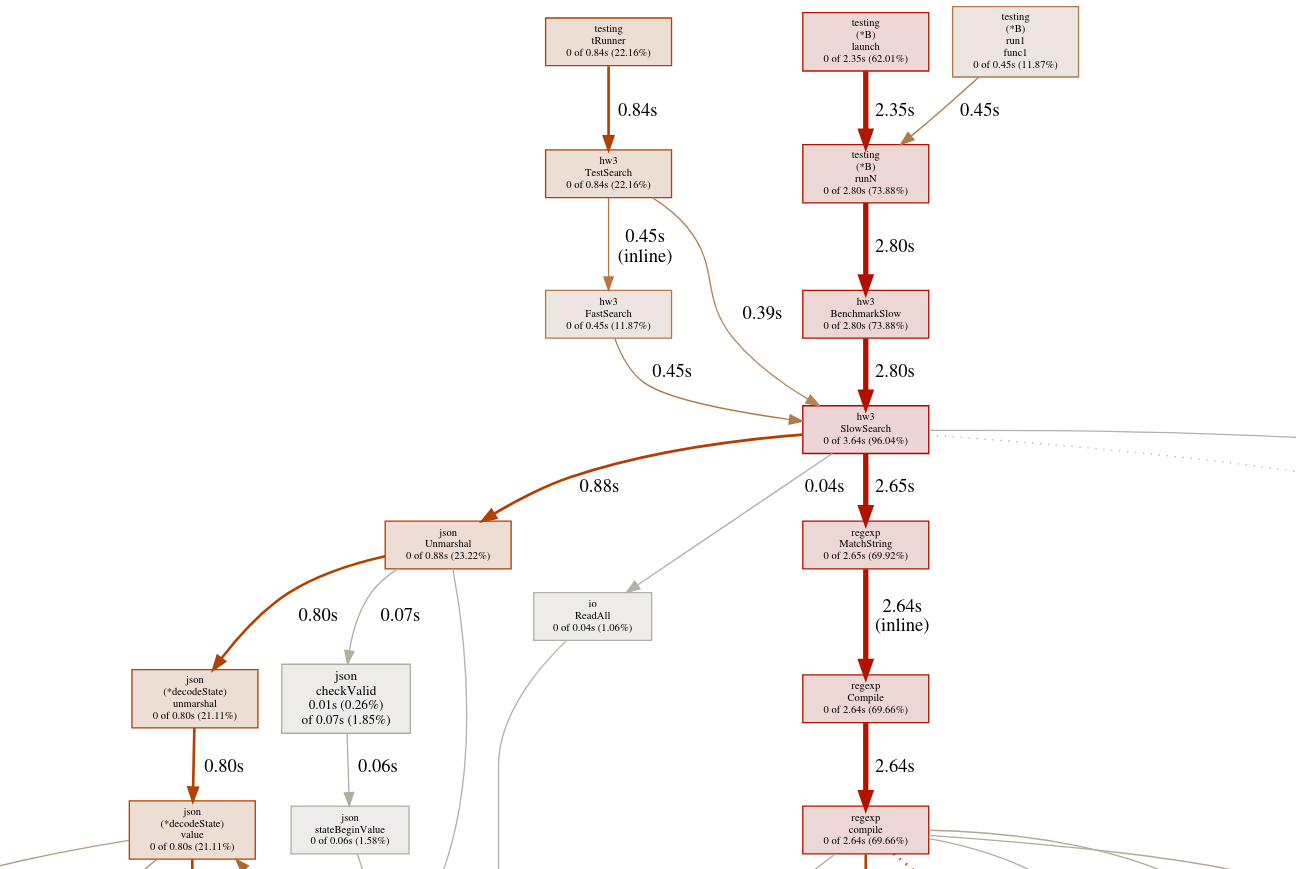 testing
tRunner
0 of 0.84s (22.16%)
testing
(*B)
launch
0 of 2.35s (62.01%)
testing
(*B)
run1
func1
0 of 0.45s (11.87%)
0.84s
2.35s
0.45s
hw3
TestSearch
0 of 0.84s (22.16%)
testing
(*B)
runN
0 of 2.80s (73.88%)
0.45s
(inline)
2.80s
hw3
FastSearch
0 of 0.45s (11.87%)
0.39s
hw3
BenchmarkSlow
0 of 2.80s (73.88%)
0.45s
2.80s
hw3
SlowSearch
0 of 3.64s (96.04%)
0.88s
0.04s
2.65s
json
Unmarshal
0 of 0.88s (23.22%)
regexp
MatchString
0 of 2.65s (69.92%)
0.80s
0.07s
io
ReadAll
0 of 0.04s (1.06%)
2.64s
(inline)
json
(*decodeState)
unmarshal
0 of 0.80s (21.11%)
json
checkValid
0.01s (0.26%)
of 0.07s (1.85%)
regexp
Compile
0 of 2.64s (69.66%)
0.80s
0.06s
2.64s
json
(*decodeState)
value
0 of 0.80s (21.11%)
json
stateBeginValue
0 of 0.06s (1.58%)
regexp
compile
0 of 2.64s (69.66%)